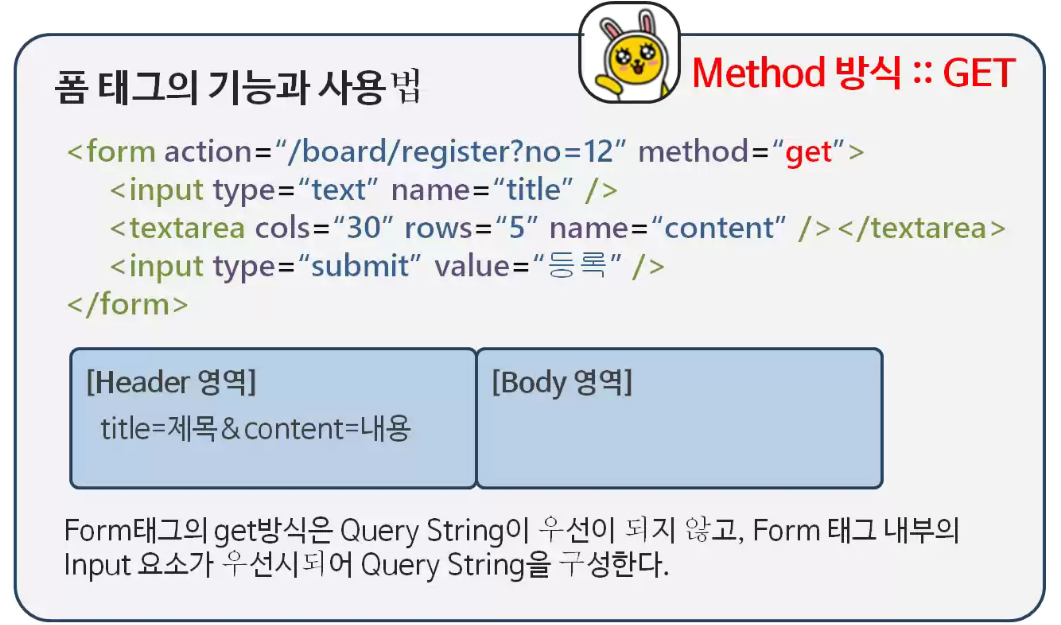 폼 태그의 기능과 사용법
Method 방식 :: GET
<form action=“/board/register?no=12” method=“get”>
<input type=“text” name=“title” />
<textarea cols=“30” rows=“5” name=“content” /></textarea>
<input type=“submit” value=“등록” />
</form>
[Header 영역]
title=제목&content=내용
[Body 영역]
Form태그의 get방식은 Query String이 우선이 되지 않고, Form 태그 내부의
Input 요소가 우선시되어 Query String을 구성한다.